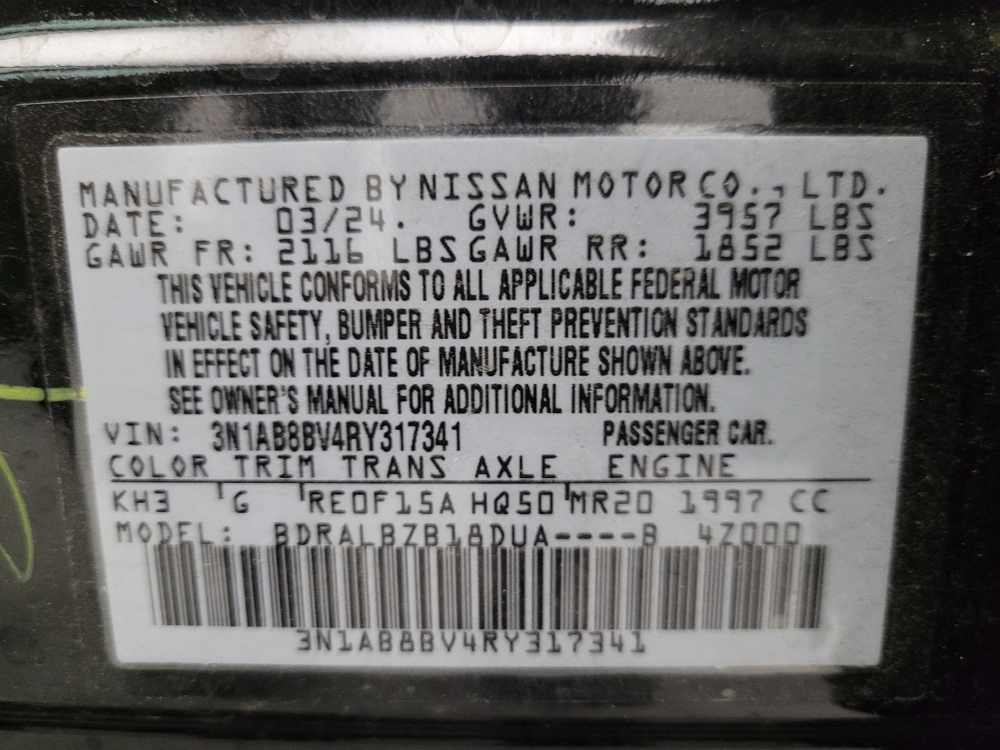 MANUFACTURED BY NISSAN MOTOR CO., LTD.
DATE: 03/24. GVWR: 3957 LBS
GAWR FR: 2116 LBS GAWR RR: 1852 LBS
THIS VEHICLE CONFORMS TO ALL APPLICABLE FEDERAL MOTOR
VEHICLE SAFETY, BUMPER AND THEFT PREVENTION STANDARDS
IN EFFECT ON THE DATE OF MANUFACTURE SHOWN ABOVE.
SEE OWNER'S MANUAL FOR ADDITIONAL INFORMATION.
VIN: 3N1AB8BV4RY317341 PASSENGER CAR.
COLOR TRIM TRANS AXLE ENGINE
KH3 G RE0F15A HQ50 MR20 1997 CC
MODEL: BDRALBZB18DUA----B 4Z000
3N1AB8BV4RY317341